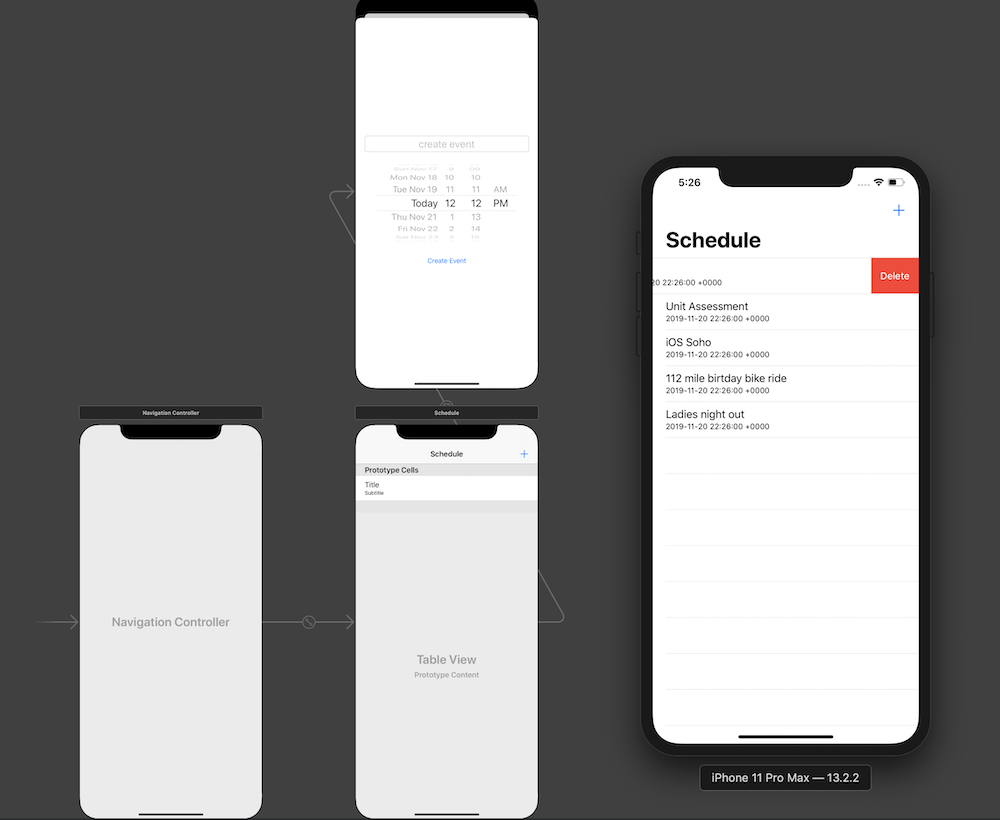 create event
Sun Nov 17 9 09
Mon Nov 18 10 10
Tue Nov 19 11 11 AM
Today 12 12 PM
Thu Nov 21 1 13
Fri Nov 22 2 14
Create Event
Navigation Controller
Navigation Controller
Schedule
Schedule
+
Prototype Cells
Title
Subtitle
Table View
Prototype Content
5:26
+
Schedule
20 22:26:00 +0000
Delete
Unit Assessment
2019-11-20 22:26:00 +0000
iOS Soho
2019-11-20 22:26:00 +0000
112 mile birtday bike ride
2019-11-20 22:26:00 +0000
Ladies night out
2019-11-20 22:26:00 +0000
iPhone 11 Pro Max — 13.2.2